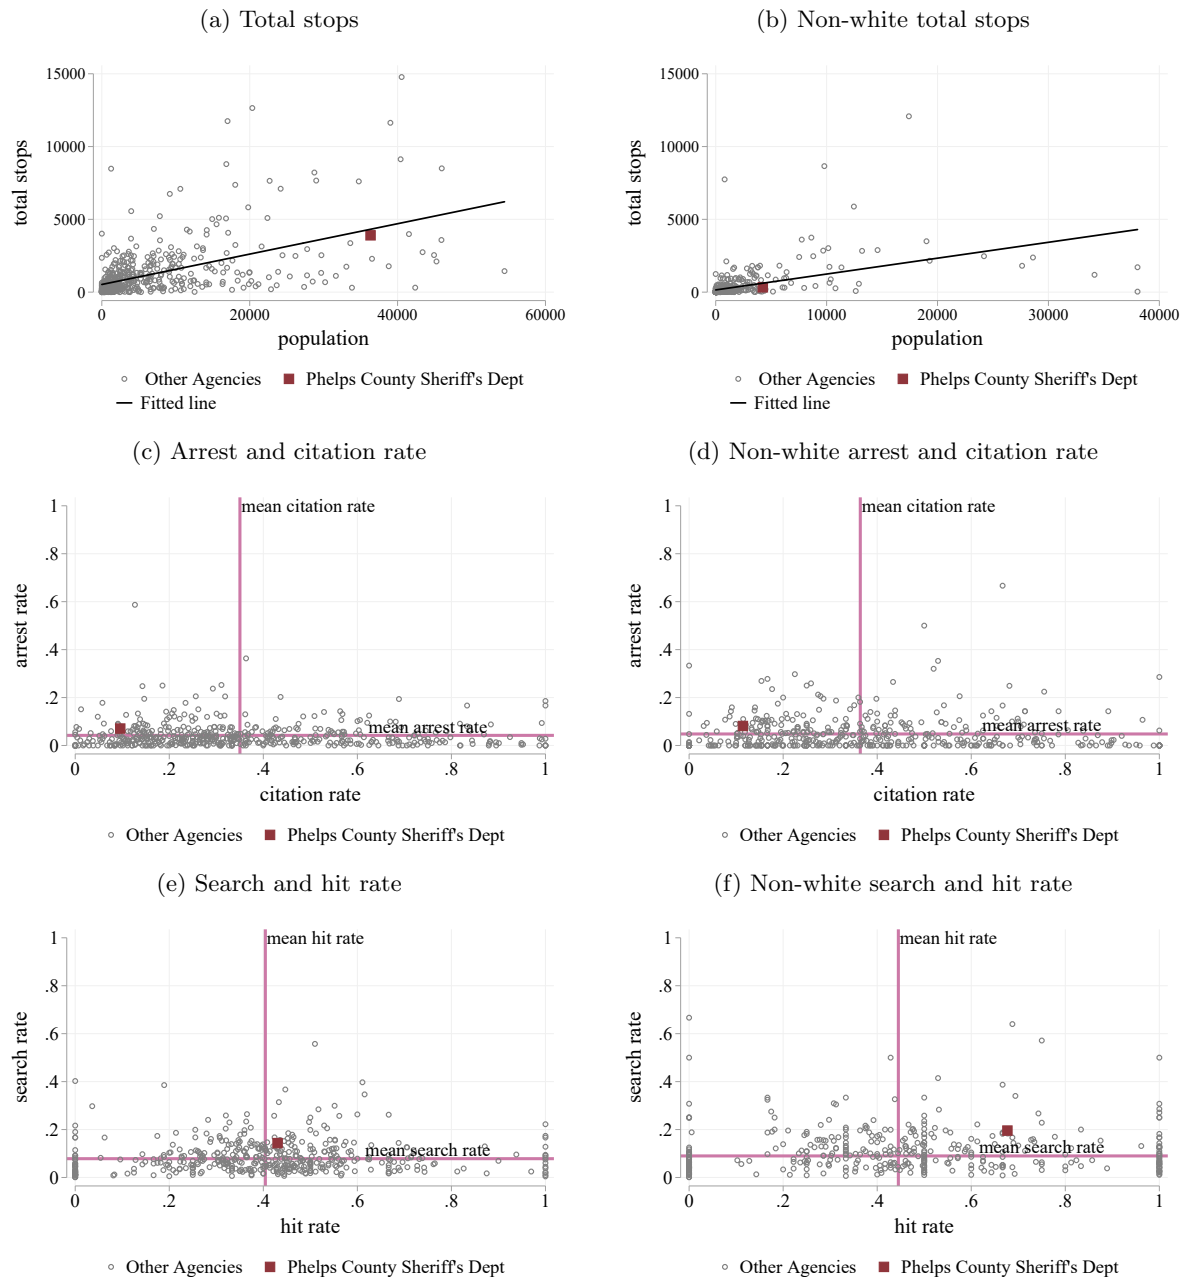 (a) Total stops
(b) Non-white total stops
total stops
15000
10000
5000
0
0
20000
40000
60000
population
Other Agencies
Phelps County Sheriff's Dept
Fitted line
total stops
15000
10000
5000
0
0
10000
20000
30000
40000
population
Other Agencies
Phelps County Sheriff's Dept
Fitted line
(c) Arrest and citation rate
(d) Non-white arrest and citation rate
arrest rate
1
.8
.6
.4
.2
0
mean citation rate
mean arrest rate
0
.2
.4
.6
.8
1
citation rate
Other Agencies
Phelps County Sheriff's Dept
arrest rate
1
.8
.6
.4
.2
0
mean citation rate
mean arrest rate
0
.2
.4
.6
.8
1
citation rate
Other Agencies
Phelps County Sheriff's Dept
(e) Search and hit rate
(f) Non-white search and hit rate
search rate
1
.8
.6
.4
.2
0
mean hit rate
mean search rate
0
.2
.4
.6
.8
1
hit rate
Other Agencies
Phelps County Sheriff's Dept
search rate
1
.8
.6
.4
.2
0
mean hit rate
mean search rate
0
.2
.4
.6
.8
1
hit rate
Other Agencies
Phelps County Sheriff's Dept